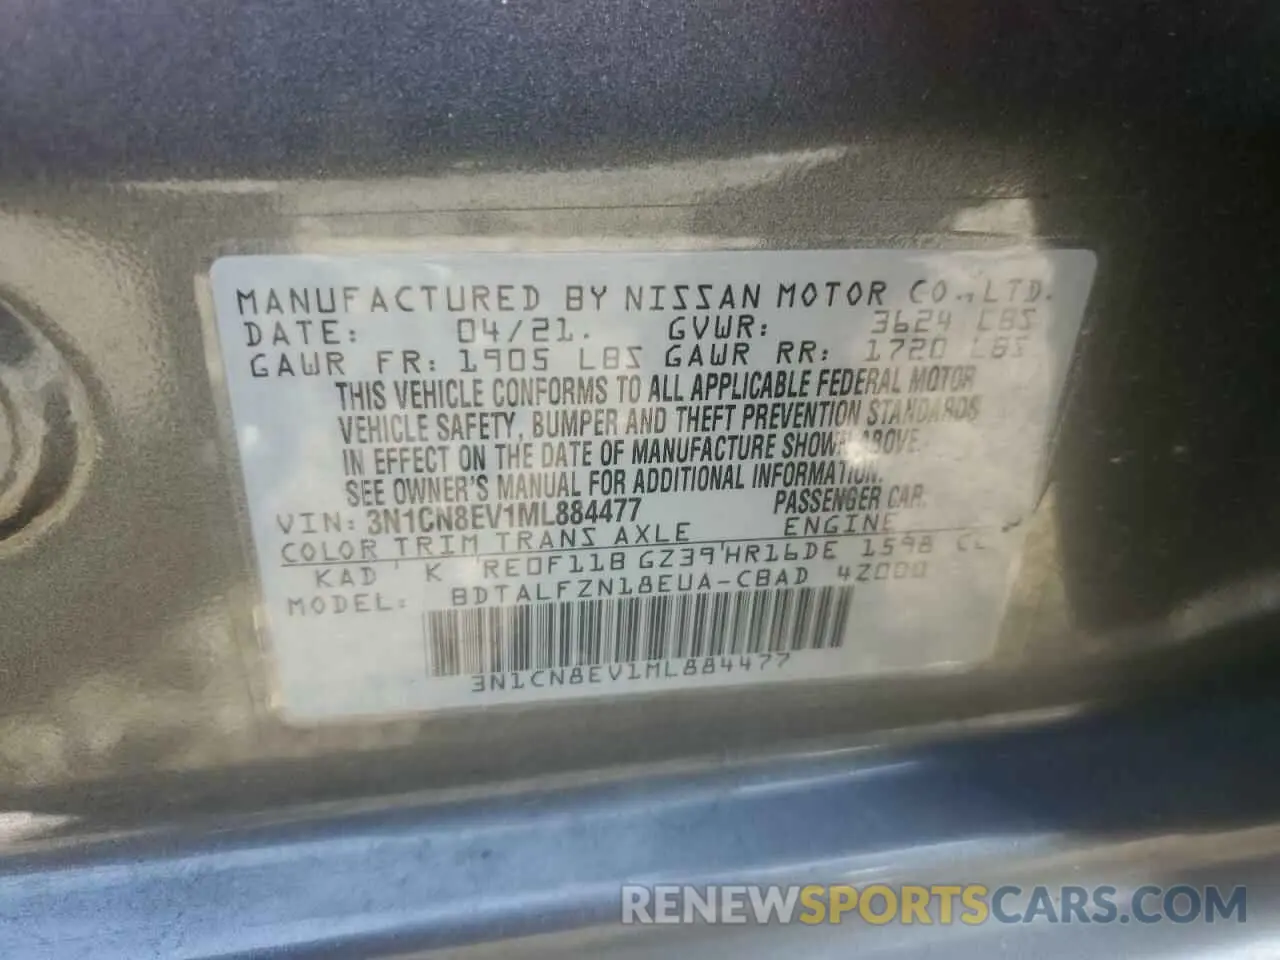 MANUFACTURED BY NISSAN MOTOR CO.,LTD.
DATE: 04/21. GVWR: 3624 LBS
GAWR FR: 1905 LBS GAWR RR: 1720 LBS
THIS VEHICLE CONFORMS TO ALL APPLICABLE FEDERAL MOTOR
VEHICLE SAFETY, BUMPER AND THEFT PREVENTION STANDARDS
IN EFFECT ON THE DATE OF MANUFACTURE SHOWN ABOVE.
SEE OWNER'S MANUAL FOR ADDITIONAL INFORMATION.
VIN: 3N1CN8EV1ML884477 PASSENGER CAR.
COLOR TRIM TRANS AXLE ENGINE
KAD K RE0F11B GZ39 HR16DE 1598 CC
MODEL: BDTALFZN18EUA-CBAD 42000
3N1CN8EV1ML884477
RENEWSPORTSCARS.COM